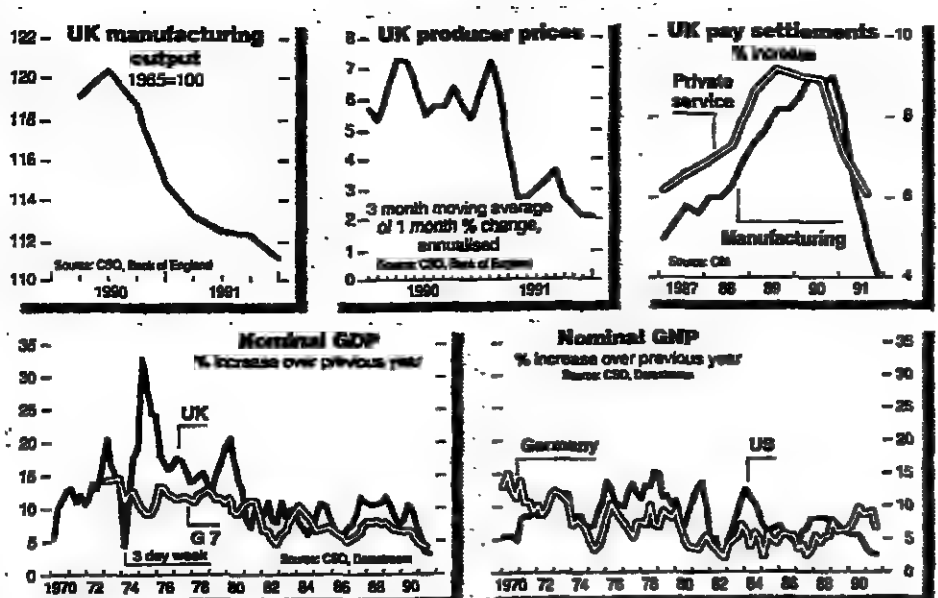 UK manufacturing
output
1985=100
122
120
118
116
114
112
110
Source: CSO, Bank of England
1990
1991
UK producer prices
8
7
6
5
4
3
2
1
0
3 month moving average
of 1 month % change,
annualised
Source: CSO, Bank of England
1990
1991
UK pay settlements
% increase
10
8
6
4
Private
service
Manufacturing
Source: CBI
1987 88 89 90 91
Nominal GDP
% increase over previous year
35
30
25
20
15
10
5
0
UK
G7
3 day week
Source: CSO, Datastream
1970 72 74 76 78 80 82 84 86 88 90
Nominal GNP
% increase over previous year
Source: CSO, Datastream
35
30
25
20
15
10
5
0
Germany
US
1970 72 74 76 78 80 82 84 86 88 90